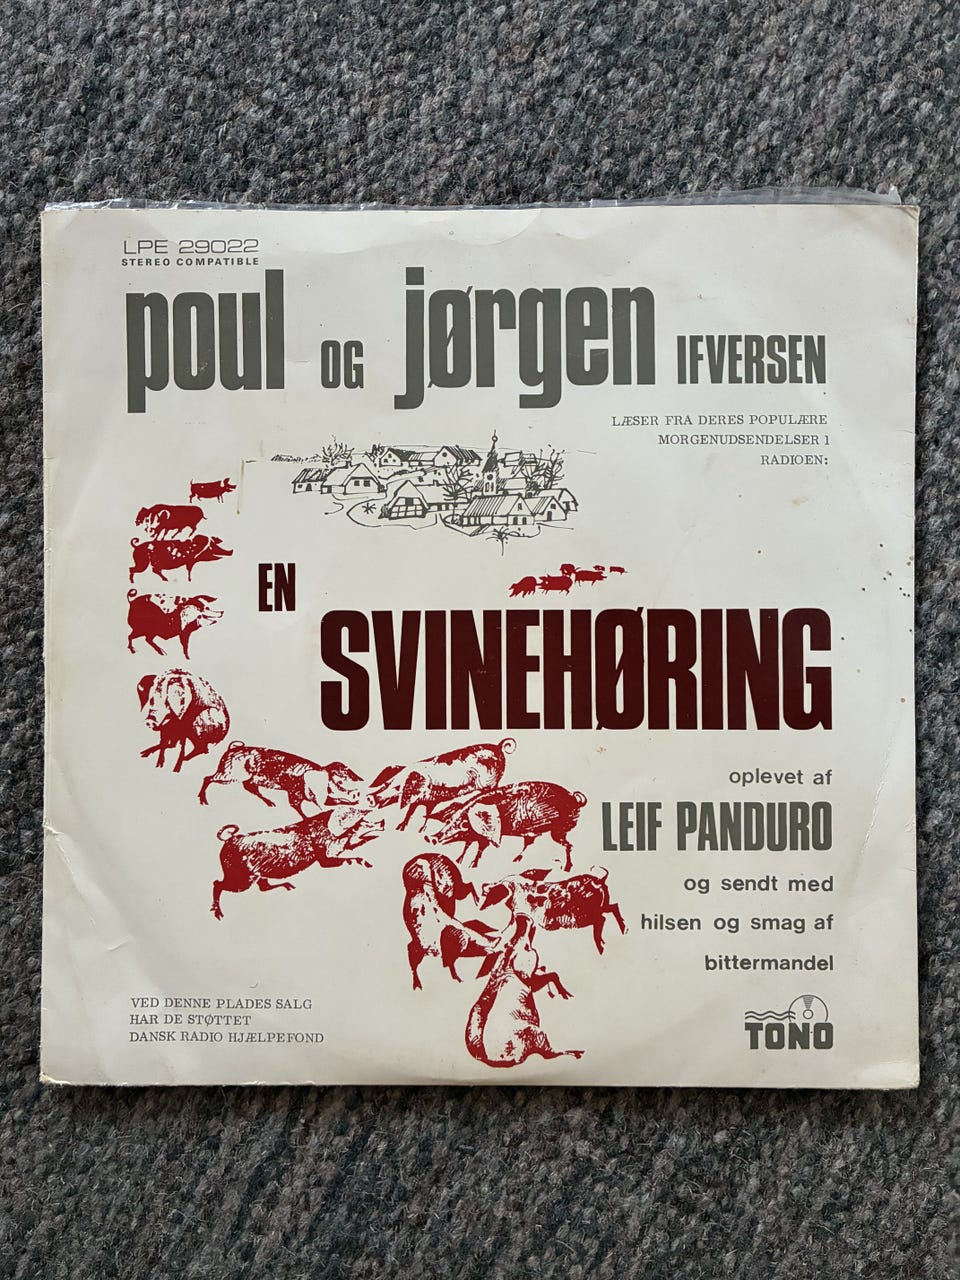 LPE 29022
STEREO COMPATIBLE
poul OG jørgen IFVERSEN
LÆSER FRA DERES POPULÆRE
MORGENUDSENDELSER I
RADIOEN:
EN
SVINEHØRING
oplevet af
LEIF PANDURO
og sendt med
hilsen og smag af
bittermandel
VED DENNE PLADES SALG
HAR DE STØTTET
DANSK RADIO HJÆLPEFOND
TONO